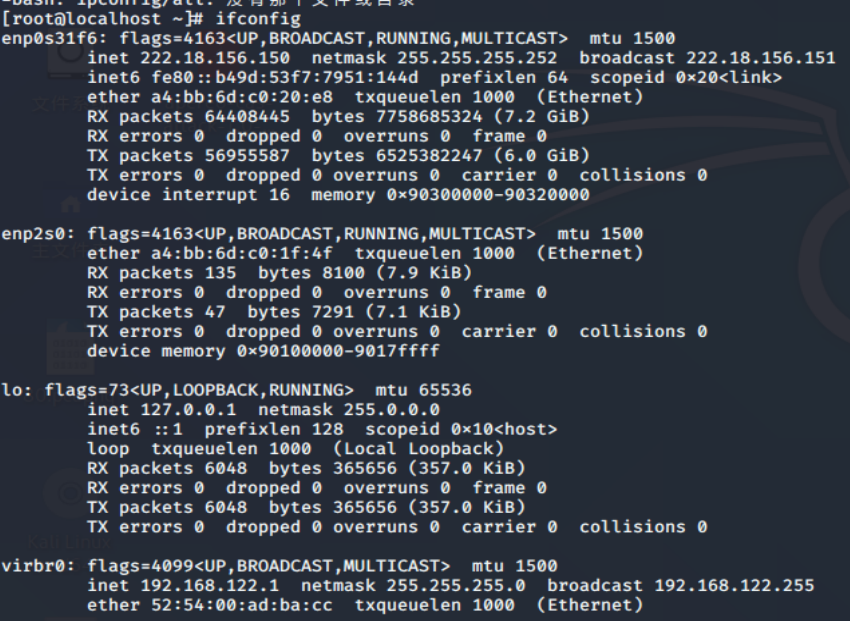 -bash: ipconfig/all: 没有那个文件或目录
[root@localhost ~]# ifconfig
enp0s31f6: flags=4163<UP,BROADCAST,RUNNING,MULTICAST>  mtu 1500
        inet 222.18.156.150  netmask 255.255.255.252  broadcast 222.18.156.151
        inet6 fe80::b49d:53f7:7951:144d  prefixlen 64  scopeid 0×20<link>
        ether a4:bb:6d:c0:20:e8  txqueuelen 1000  (Ethernet)
        RX packets 64408445  bytes 7758685324 (7.2 GiB)
        RX errors 0  dropped 0  overruns 0  frame 0
        TX packets 56955587  bytes 6525382247 (6.0 GiB)
        TX errors 0  dropped 0 overruns 0  carrier 0  collisions 0
        device interrupt 16  memory 0×90300000-90320000

enp2s0: flags=4163<UP,BROADCAST,RUNNING,MULTICAST>  mtu 1500
        ether a4:bb:6d:c0:1f:4f  txqueuelen 1000  (Ethernet)
        RX packets 135  bytes 8100 (7.9 KiB)
        RX errors 0  dropped 0  overruns 0  frame 0
        TX packets 47  bytes 7291 (7.1 KiB)
        TX errors 0  dropped 0 overruns 0  carrier 0  collisions 0
        device memory 0×90100000-9017ffff

lo: flags=73<UP,LOOPBACK,RUNNING>  mtu 65536
        inet 127.0.0.1  netmask 255.0.0.0
        inet6 ::1  prefixlen 128  scopeid 0×10<host>
        loop  txqueuelen 1000  (Local Loopback)
        RX packets 6048  bytes 365656 (357.0 KiB)
        RX errors 0  dropped 0  overruns 0  frame 0
        TX packets 6048  bytes 365656 (357.0 KiB)
        TX errors 0  dropped 0 overruns 0  carrier 0  collisions 0

virbr0: flags=4099<UP,BROADCAST,MULTICAST>  mtu 1500
        inet 192.168.122.1  netmask 255.255.255.0  broadcast 192.168.122.255
        ether 52:54:00:ad:ba:cc  txqueuelen 1000  (Ethernet)